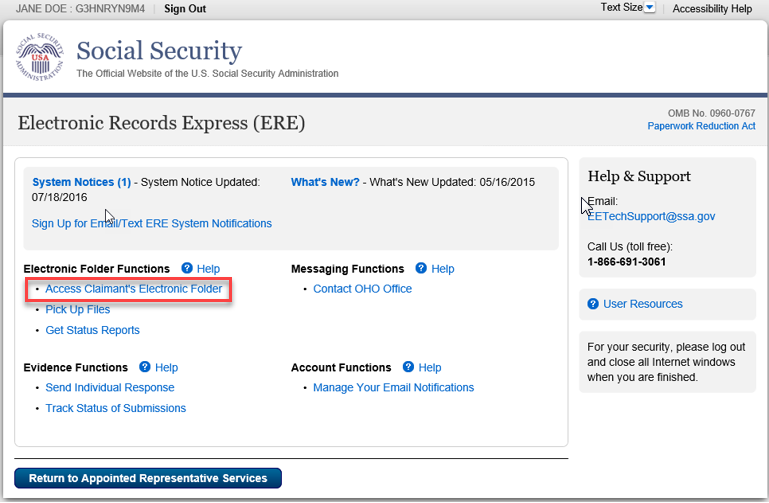 JANE DOE : G3HNRYN9M4 | Sign Out
Text Size | Accessibility Help
SOCIAL SECURITY
USA
ADMINISTRATION
Social Security
The Official Website of the U.S. Social Security Administration
Electronic Records Express (ERE)
OMB No. 0960-0767
Paperwork Reduction Act
System Notices (1) - System Notice Updated:
07/18/2016
Sign Up for Email/Text ERE System Notifications
What's New? - What's New Updated: 05/16/2015
Electronic Folder Functions ? Help
• Access Claimant's Electronic Folder
• Pick Up Files
• Get Status Reports
Messaging Functions ? Help
• Contact OHO Office
Evidence Functions ? Help
• Send Individual Response
• Track Status of Submissions
Account Functions ? Help
• Manage Your Email Notifications
Help & Support
Email:
EETechSupport@ssa.gov
Call Us (toll free):
1-866-691-3061
? User Resources
For your security, please log out
and close all Internet windows
when you are finished.
Return to Appointed Representative Services